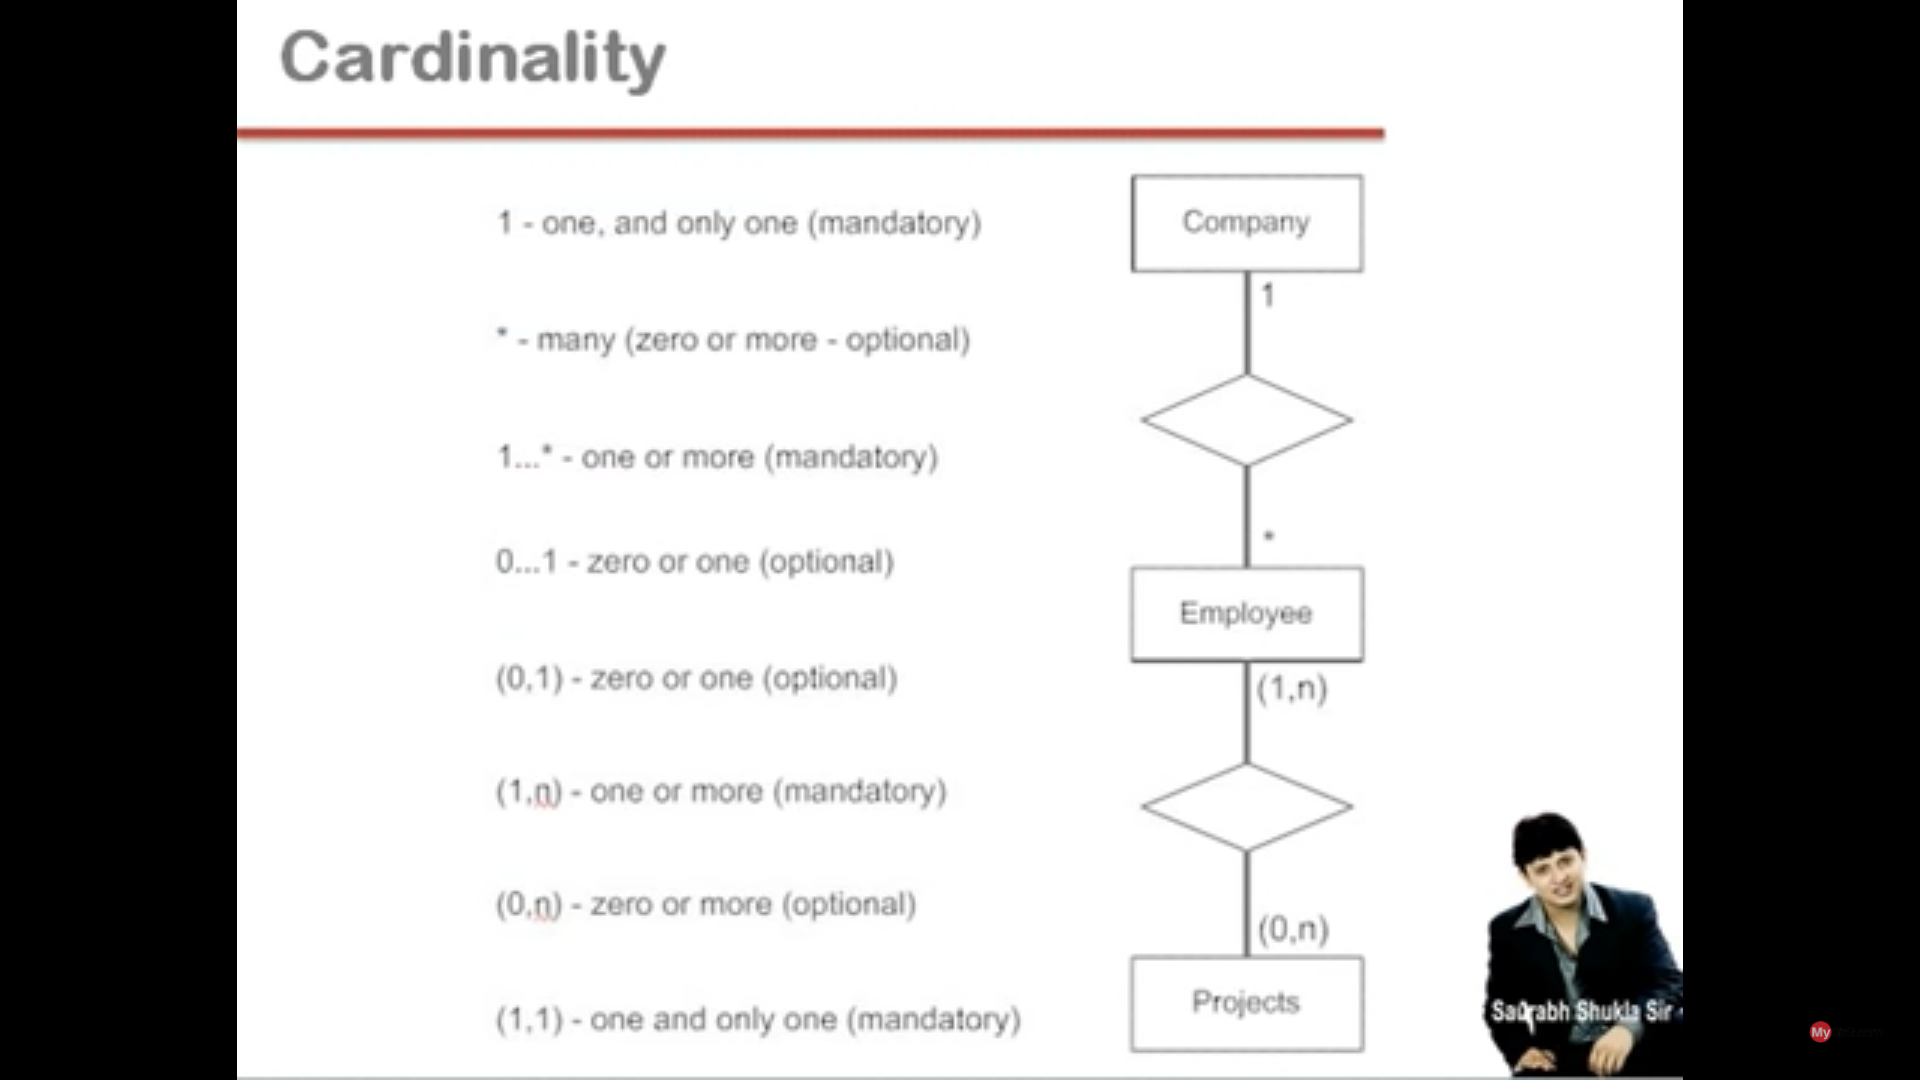 Cardinality
1 - one, and only one (mandatory)
* - many (zero or more - optional)
1...* - one or more (mandatory)
0...1 - zero or one (optional)
(0,1) - zero or one (optional)
(1,n) - one or more (mandatory)
(0,n) - zero or more (optional)
(1,1) - one and only one (mandatory)
Company
1
*
Employee
(1,n)
(0,n)
Projects
Saurabh Shukla Sir
My